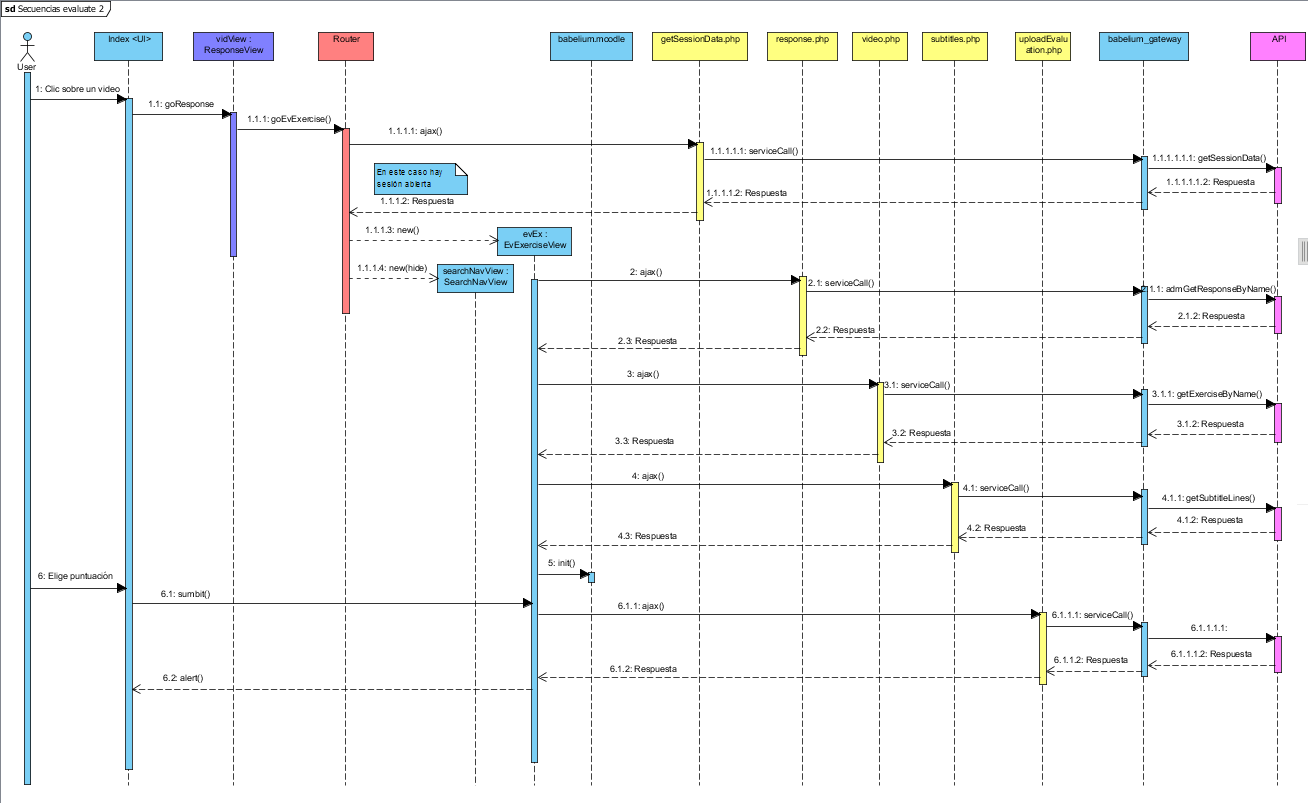 sd Secuencias evaluate 2
Index <UI>
vidView :
ResponseView
Router
babelium.moodle
getSessionData.php
response.php
video.php
subtitles.php
uploadEvalu
ation.php
babelium_gateway
API
User
1: Clic sobre un video
1.1: goResponse
1.1.1: goEvExercise()
1.1.1.1: ajax()
1.1.1.1.1: serviceCall()
1.1.1.1.1.1: getSessionData()
En este caso hay
sesión abierta
1.1.1.1.1.2: Respuesta
1.1.1.1.2: Respuesta
1.1.1.2: Respuesta
1.1.1.3: new()
evEx :
EvExerciseView
1.1.1.4: new(hide)
searchNavView :
SearchNavView
2: ajax()
2.1: serviceCall()
1.1: admGetResponseByName()
2.1.2: Respuesta
2.2: Respuesta
2.3: Respuesta
3: ajax()
3.1: serviceCall()
3.1.1: getExerciseByName()
3.1.2: Respuesta
3.2: Respuesta
3.3: Respuesta
4: ajax()
4.1: serviceCall()
4.1.1: getSubtitleLines()
4.1.2: Respuesta
4.2: Respuesta
4.3: Respuesta
5: init()
6: Elige puntuación
6.1: sumbit()
6.1.1: ajax()
6.1.1.1: serviceCall()
6.1.1.1.1:
6.1.1.1.2: Respuesta
6.1.1.2: Respuesta
6.1.2: Respuesta
6.2: alert()